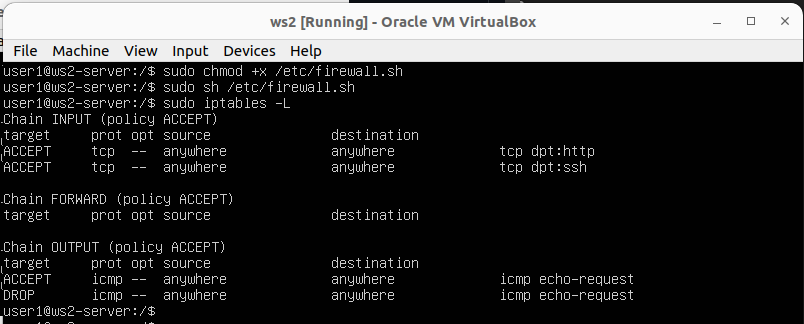 ws2 [Running] - Oracle VM VirtualBox
File Machine View Input Devices Help
user1@ws2-server:/$ sudo chmod +x /etc/firewall.sh
user1@ws2-server:/$ sudo sh /etc/firewall.sh
user1@ws2-server:/$ sudo iptables -L
Chain INPUT (policy ACCEPT)
target     prot opt source               destination
ACCEPT     tcp  --  anywhere             anywhere             tcp dpt:http
ACCEPT     tcp  --  anywhere             anywhere             tcp dpt:ssh

Chain FORWARD (policy ACCEPT)
target     prot opt source               destination

Chain OUTPUT (policy ACCEPT)
target     prot opt source               destination
ACCEPT     icmp --  anywhere             anywhere             icmp echo-request
DROP       icmp --  anywhere             anywhere             icmp echo-request
user1@ws2-server:/$
user1@ws2-server:/$